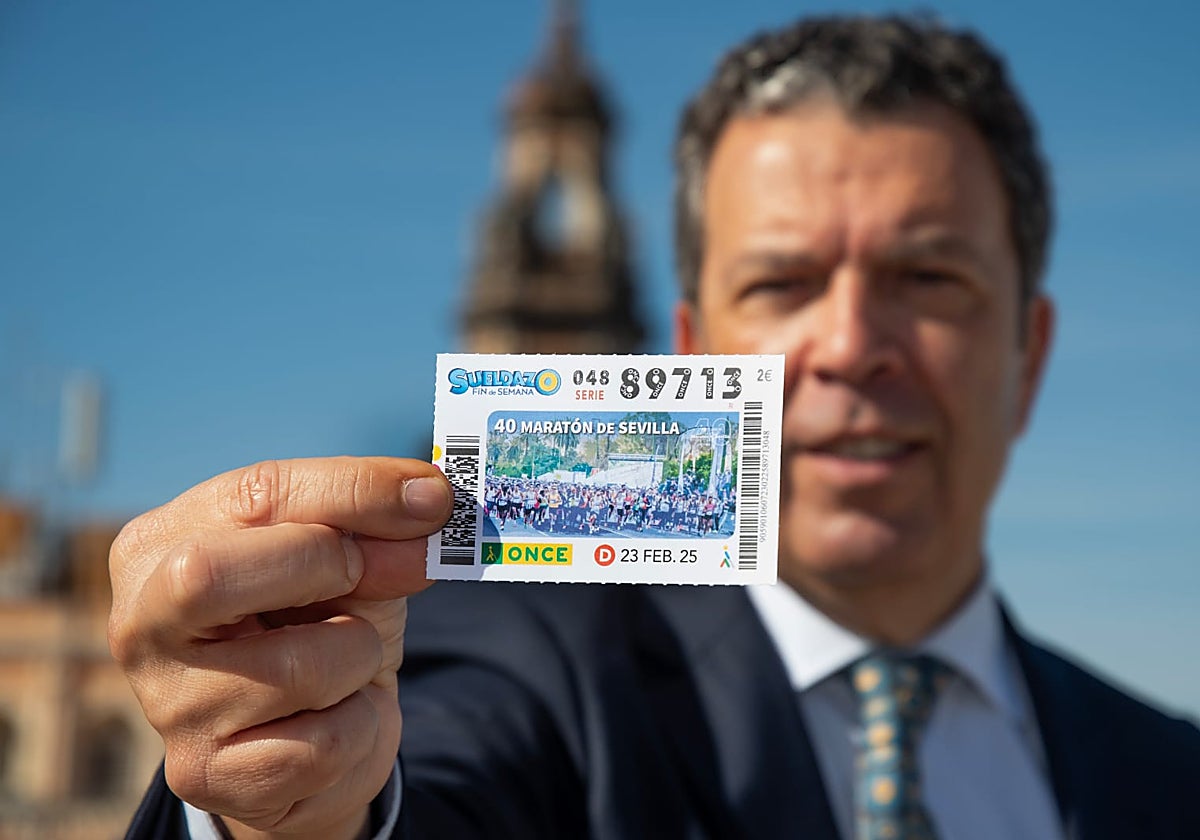 SUELDAZO
FIN de SEMANA
048
SERIE
89713
2€
40 MARATÓN DE SEVILLA
ONCE
D 23 FEB. 25